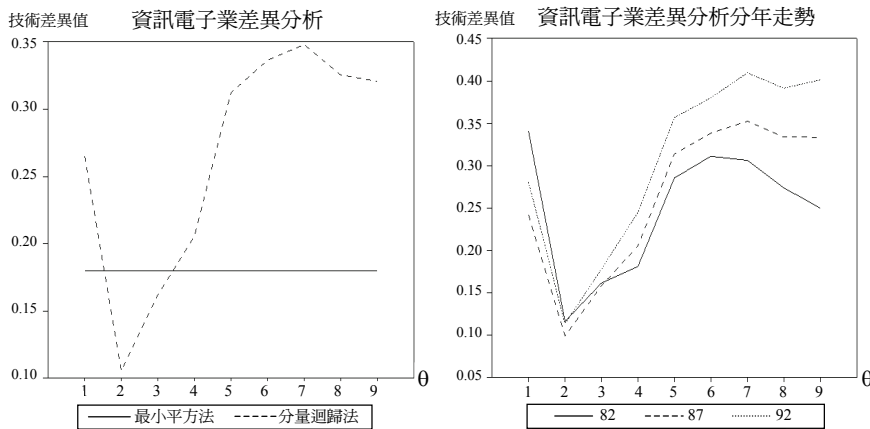 技術差異值
資訊電子業差異分析
0.35
0.30
0.25
0.20
0.15
0.10
1 2 3 4 5 6 7 8 9 θ
最小平方法 分量迴歸法
技術差異值
資訊電子業差異分析分年走勢
0.45
0.40
0.35
0.30
0.25
0.20
0.15
0.10
0.05
1 2 3 4 5 6 7 8 9 θ
82 87 92